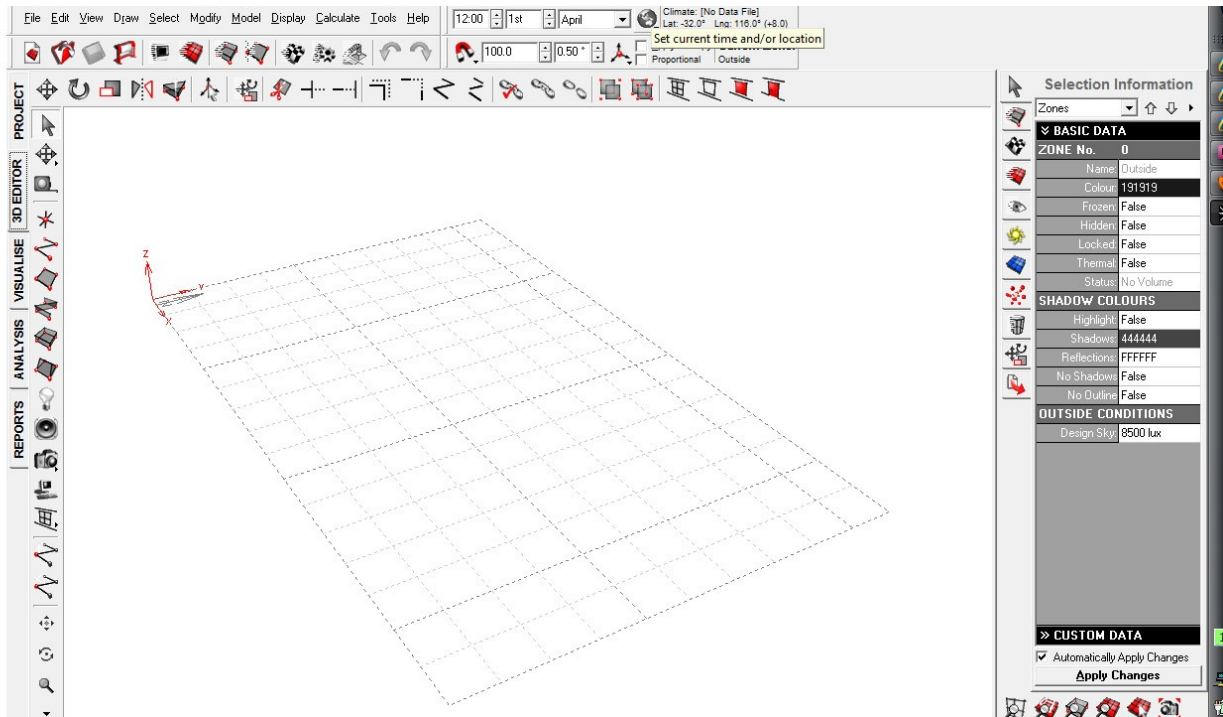 File Edit View Draw Select Modify Model Display Calculate Tools Help
12:00 1st April
Climate: [No Data File]
Lat: -32.0° Lng: 116.0° (+8.0)
Set current time and/or location
100.0 0.50 °
Proportional Outside
PROJECT
3D EDITOR
VISUALISE
ANALYSIS
REPORTS
Z
Y
X
Selection Information
Zones
BASIC DATA
ZONE No. 0
Name: Outside
Colour: 191919
Frozen: False
Hidden: False
Locked: False
Thermal: False
Status: No Volume
SHADOW COLOURS
Highlight: False
Shadows: 444444
Reflections: FFFFFF
No Shadows False
No Outline False
OUTSIDE CONDITIONS
Design Sky: 8500 lux
CUSTOM DATA
Automatically Apply Changes
Apply Changes